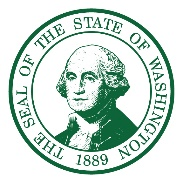 THE SEAL OF THE STATE OF WASHINGTON
1889